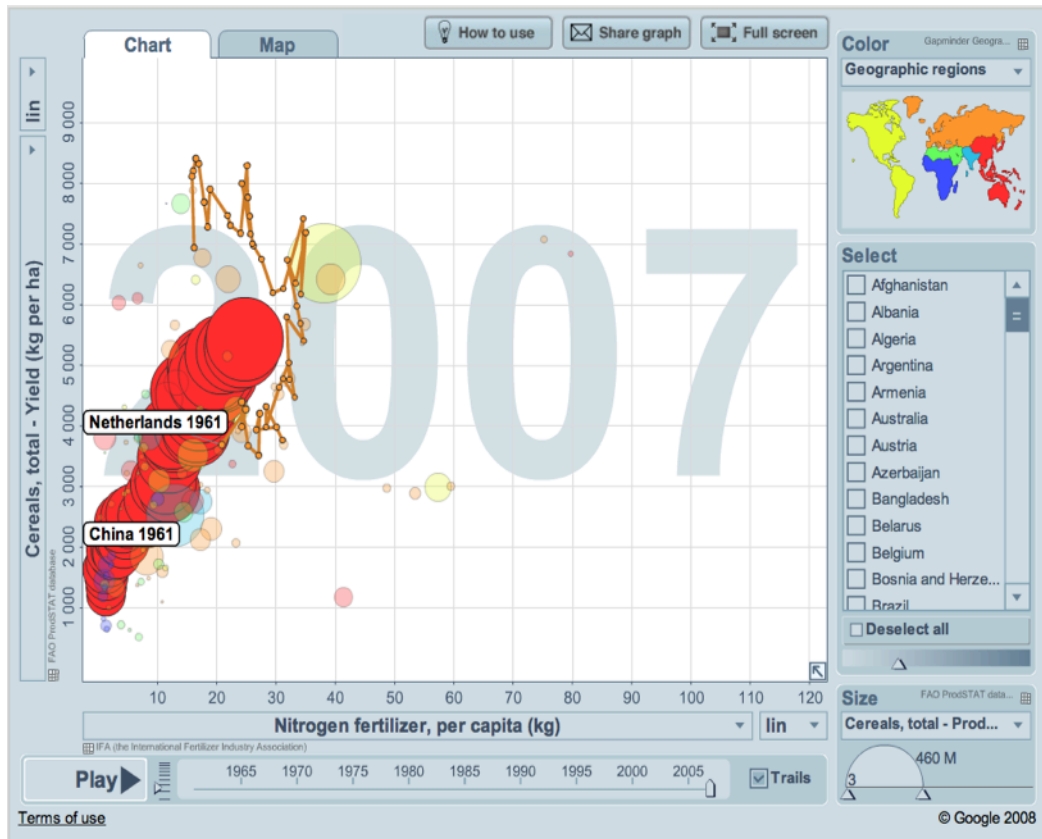 Chart
Map
How to use
Share graph
Full screen
lin
Cereals, total - Yield (kg per ha)
9 000
8 000
7 000
6 000
5 000
4 000
3 000
2 000
1 000
2007
Netherlands 1961
China 1961
FAO ProdSTAT database
10 20 30 40 50 60 70 80 90 100 110 120
Nitrogen fertilizer, per capita (kg)
lin
IFA (the International Fertilizer Industry Association)
Play
1965 1970 1975 1980 1985 1990 1995 2000 2005
Trails
Color
Gapminder Geogra...
Geographic regions
Select
Afghanistan
Albania
Algeria
Argentina
Armenia
Australia
Austria
Azerbaijan
Bangladesh
Belarus
Belgium
Bosnia and Herze...
Brazil
Deselect all
Size
FAO ProdSTAT data...
Cereals, total - Prod...
460 M
3
Terms of use
© Google 2008